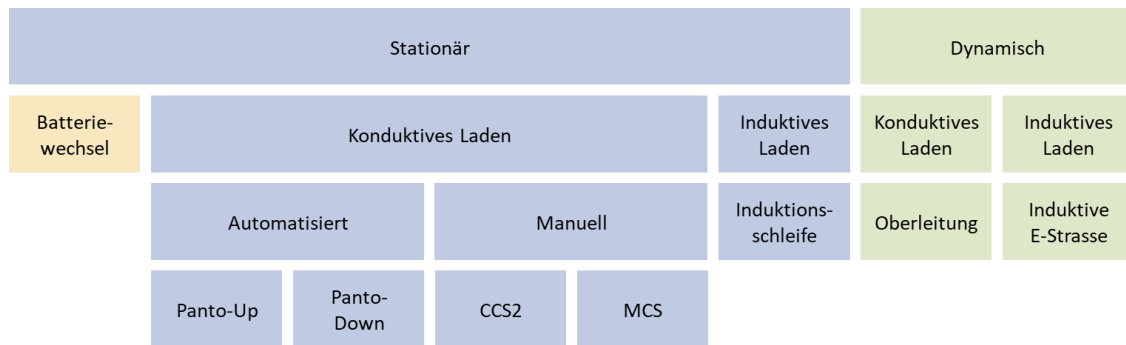 Stationär
Dynamisch
Batterie-
wechsel
Konduktives Laden
Induktives
Laden
Konduktives
Laden
Induktives
Laden
Automatisiert
Manuell
Induktions-
schleife
Oberleitung
Induktive
E-Strasse
Panto-Up
Panto-
Down
CCS2
MCS